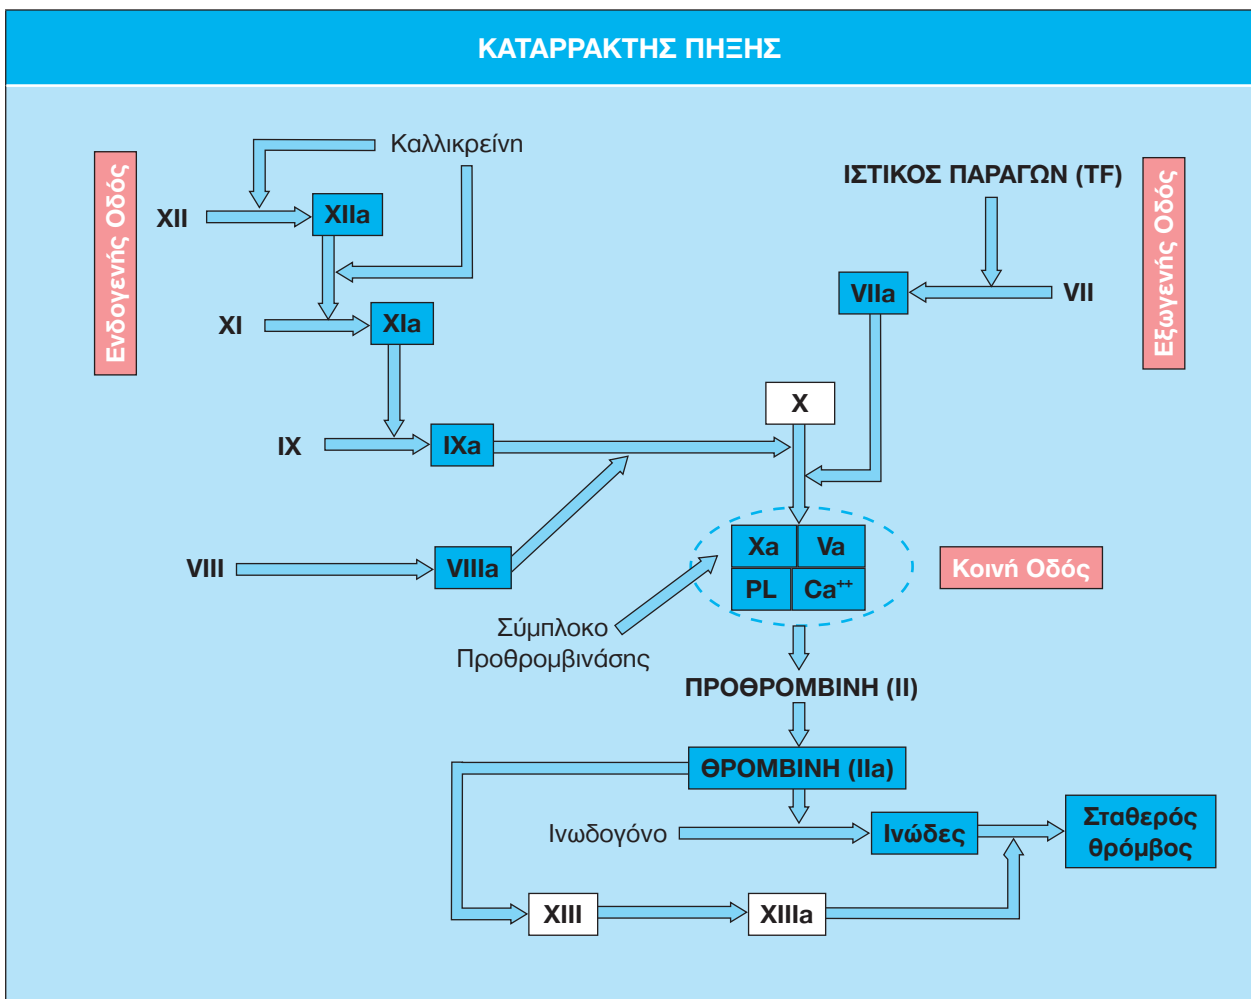 ΚΑΤΑΡΡΑΚΤΗΣ ΠΗΞΗΣ
Ενδογενής Οδός
Καλλικρεΐνη
XII
XIIa
XI
XIa
IX
IXa
VIII
VIIIa
ΙΣΤΙΚΟΣ ΠΑΡΑΓΩΝ (TF)
Εξωγενής Οδός
VIIa
VII
X
Xa
Va
PL
Ca++
Κοινή Οδός
Σύμπλοκο
Προθρομβινάσης
ΠΡΟΘΡΟΜΒΙΝΗ (II)
ΘΡΟΜΒΙΝΗ (IIa)
Ινωδογόνο
Ινώδες
Σταθερός
θρόμβος
XIII
XIIIa